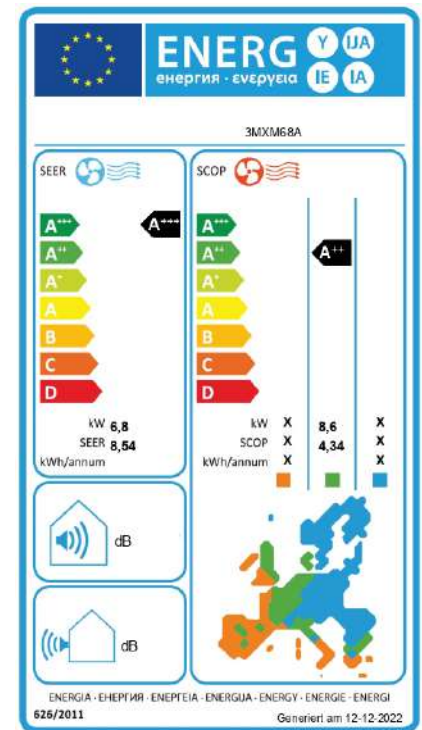 ENERG Y IJA
енергия · ενεργεια IE IA
3MXM68A
SEER
A+++
A++
A+
A
B
C
D
A+++
kW 6,8
SEER 8,54
kWh/annum
SCOP
A+++
A++
A+
A
B
C
D
A++
kW X 8,6 X
SCOP X 4,34 X
kWh/annum X X
dB
dB
ENERGIA · ЕНЕРГИЯ · ΕΝΕΡΓΕΙΑ · ENERGIJA · ENERGY · ENERGIE · ENERGI
626/2011
Generiert am 12-12-2022